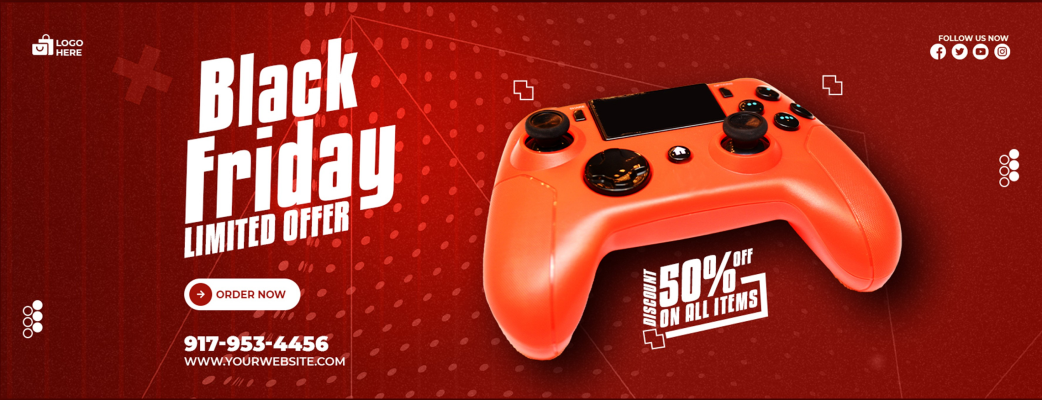 LOGO
HERE
FOLLOW US NOW
Black
Friday
LIMITED OFFER
ORDER NOW
917-953-4456
WWW.YOURWEBSITE.COM
DISCOUNT
50% OFF
ON ALL ITEMS